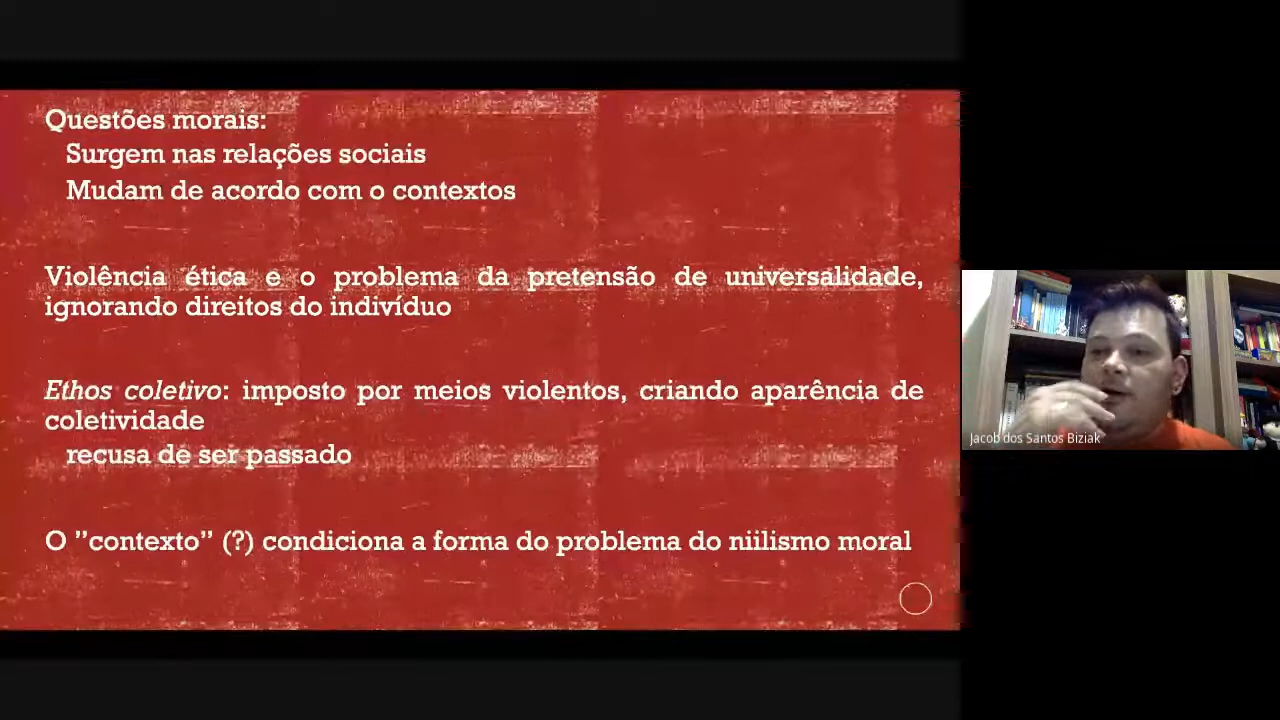 Questões morais:
Surgem nas relações sociais
Mudam de acordo com o contextos
Violência ética e o problema da pretensão de universalidade,
ignorando direitos do indivíduo
Ethos coletivo: imposto por meios violentos, criando aparência de
coletividade
recusa de ser passado
O ”contexto” (?) condiciona a forma do problema do niilismo moral
Jacob dos Santos Biziak